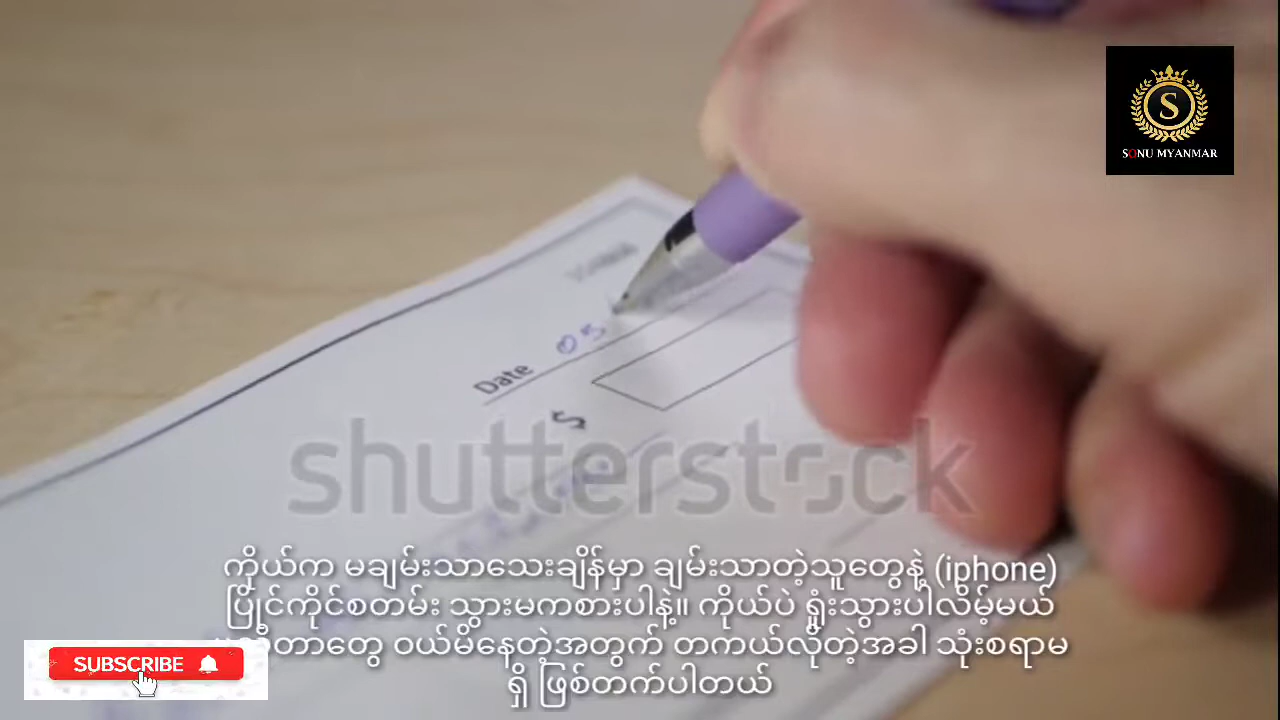 S
SONU MYANMAR
Date 05
$
shutterstock
ကိုယ်က မချမ်းသာသေးချိန်မှာ ချမ်းသာတဲ့သူတွေနဲ့ (iphone)
ပြိုင်ကိုင်စတမ်း သွားမကစားပါနဲ့။ ကိုယ်ပဲ ရှုံးသွားပါလိမ့်မယ်
ဝယ်မိနေတဲ့အတွက် တကယ်လိုတဲ့အခါ သုံးစရာမ
ရှိ ဖြစ်တက်ပါတယ်
SUBSCRIBE